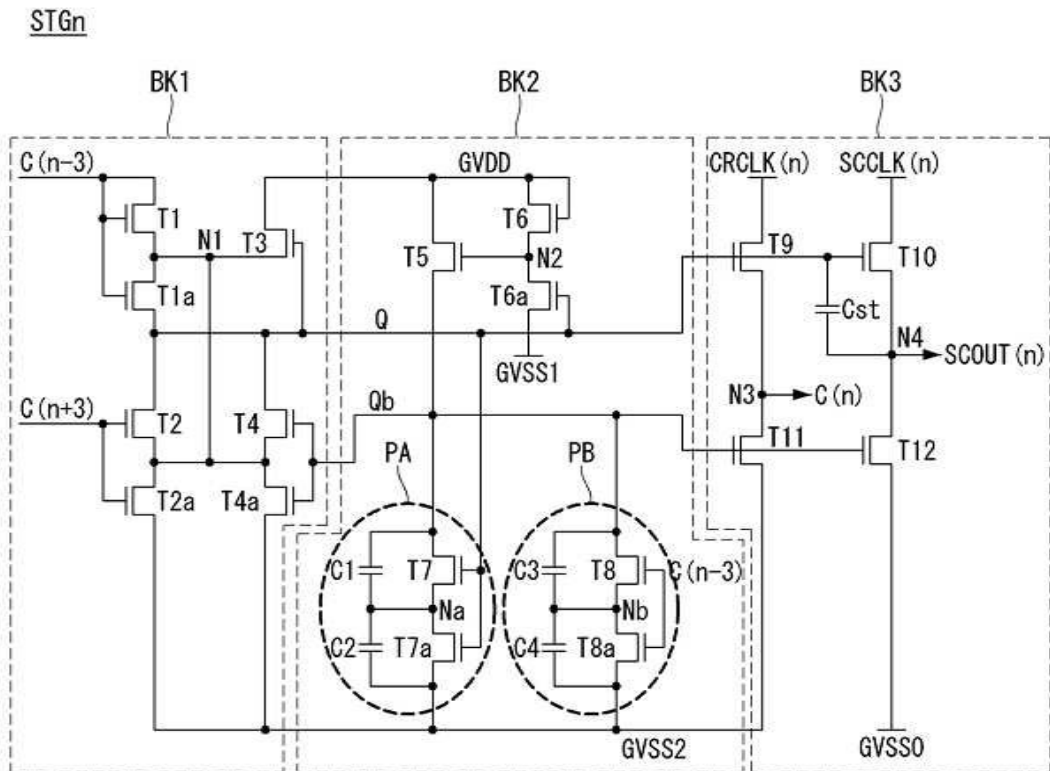 STGn
BK1
BK2
BK3
C(n-3)
GVDD
CRCLK(n)
SCCLK(n)
T1
N1
T3
T5
T6
N2
T9
T10
T1a
T6a
Cst
Q
GVSS1
N4
SCOUT(n)
C(n+3)
Qb
N3
C(n)
T2
T4
T11
T12
PA
PB
T2a
T4a
C1
T7
C3
T8
C(n-3)
Na
Nb
C2
T7a
C4
T8a
GVSS2
GVSS0